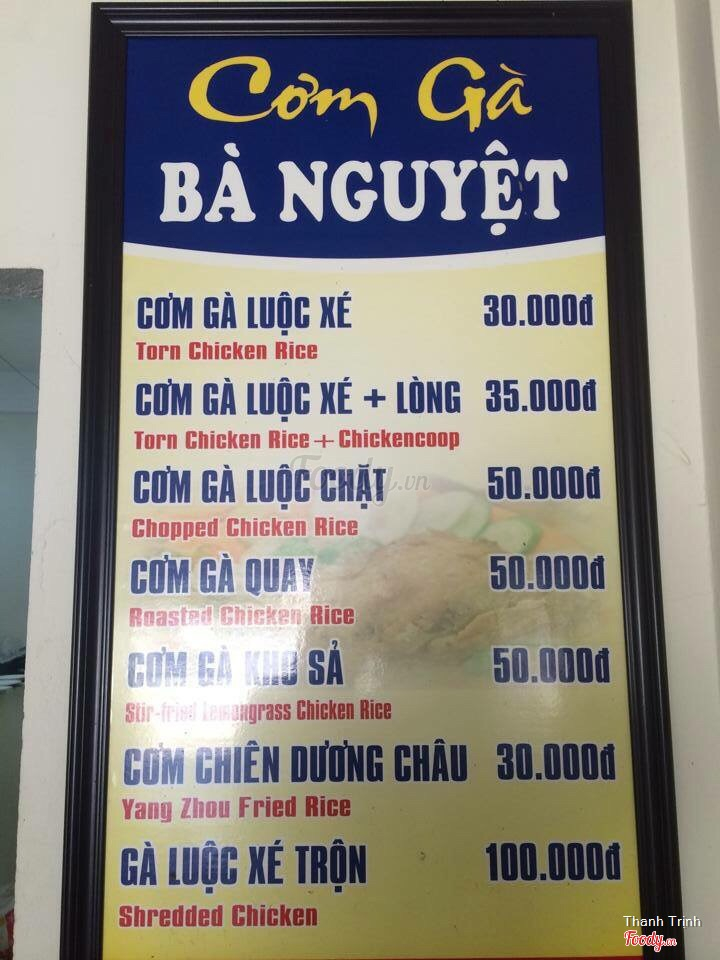 Cơm Gà
BÀ NGUYỆT
CƠM GÀ LUỘC XÉ 30.000đ
Torn Chicken Rice
CƠM GÀ LUỘC XÉ + LÒNG 35.000đ
Torn Chicken Rice + Chickencoop
Foody.vn
CƠM GÀ LUỘC CHẶT 50.000đ
Chopped Chicken Rice
CƠM GÀ QUAY 50.000đ
Roasted Chicken Rice
CƠM GÀ KHO SẢ 50.000đ
Stir-fried Lemongrass Chicken Rice
CƠM CHIÊN DƯƠNG CHÂU 30.000đ
Yang Zhou Fried Rice
GÀ LUỘC XÉ TRỘN 100.000đ
Shredded Chicken
Thanh Trinh
Foody.vn